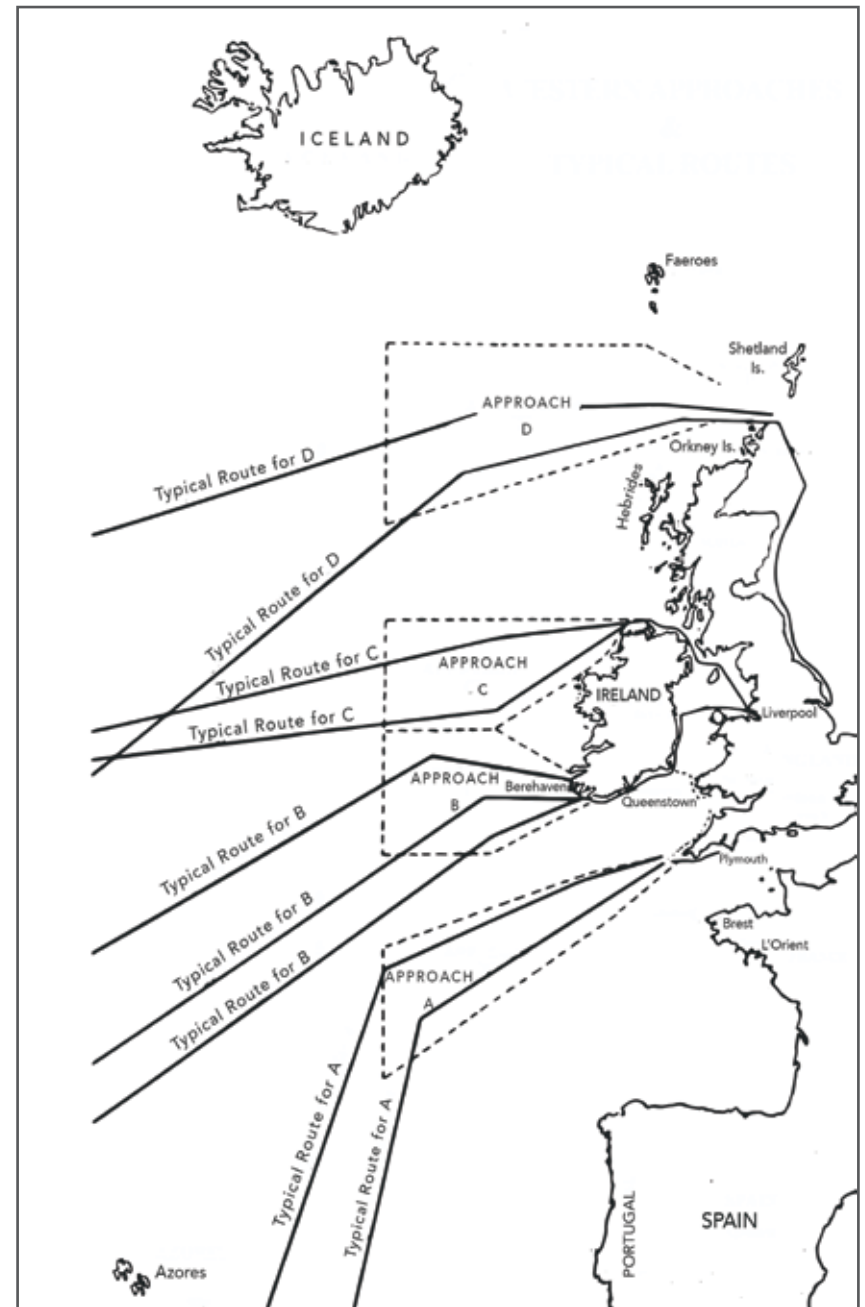 ICELAND
Faeroes
Shetland
Is.
APPROACH
D
Orkney Is.
Typical Route for D
Hebrides
Typical Route for D
APPROACH
C
Typical Route for C
IRELAND
Typical Route for C
Liverpool
APPROACH
B
Berehaven
Queenstown
Typical Route for B
Plymouth
Typical Route for B
Brest
Typical Route for B
L'Orient
APPROACH
A
Typical Route for A
Typical Route for A
PORTUGAL
SPAIN
Azores